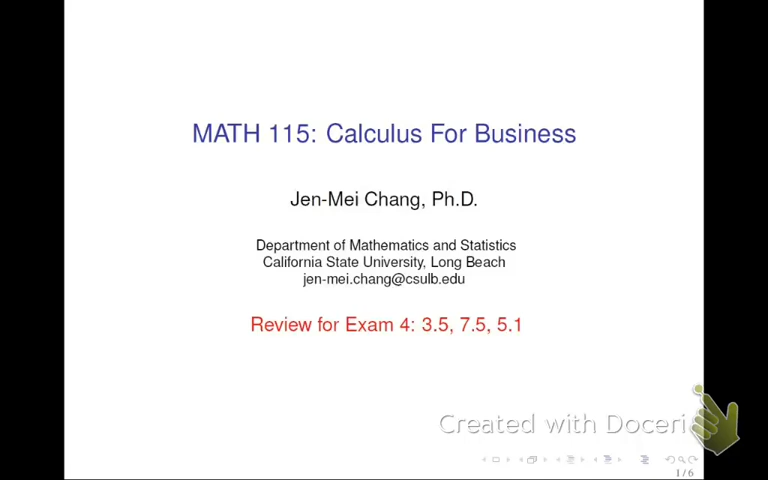 MATH 115: Calculus For Business
Jen-Mei Chang, Ph.D.
Department of Mathematics and Statistics
California State University, Long Beach
jen-mei.chang@csulb.edu
Review for Exam 4: 3.5, 7.5, 5.1
Created with Doceri
1/6